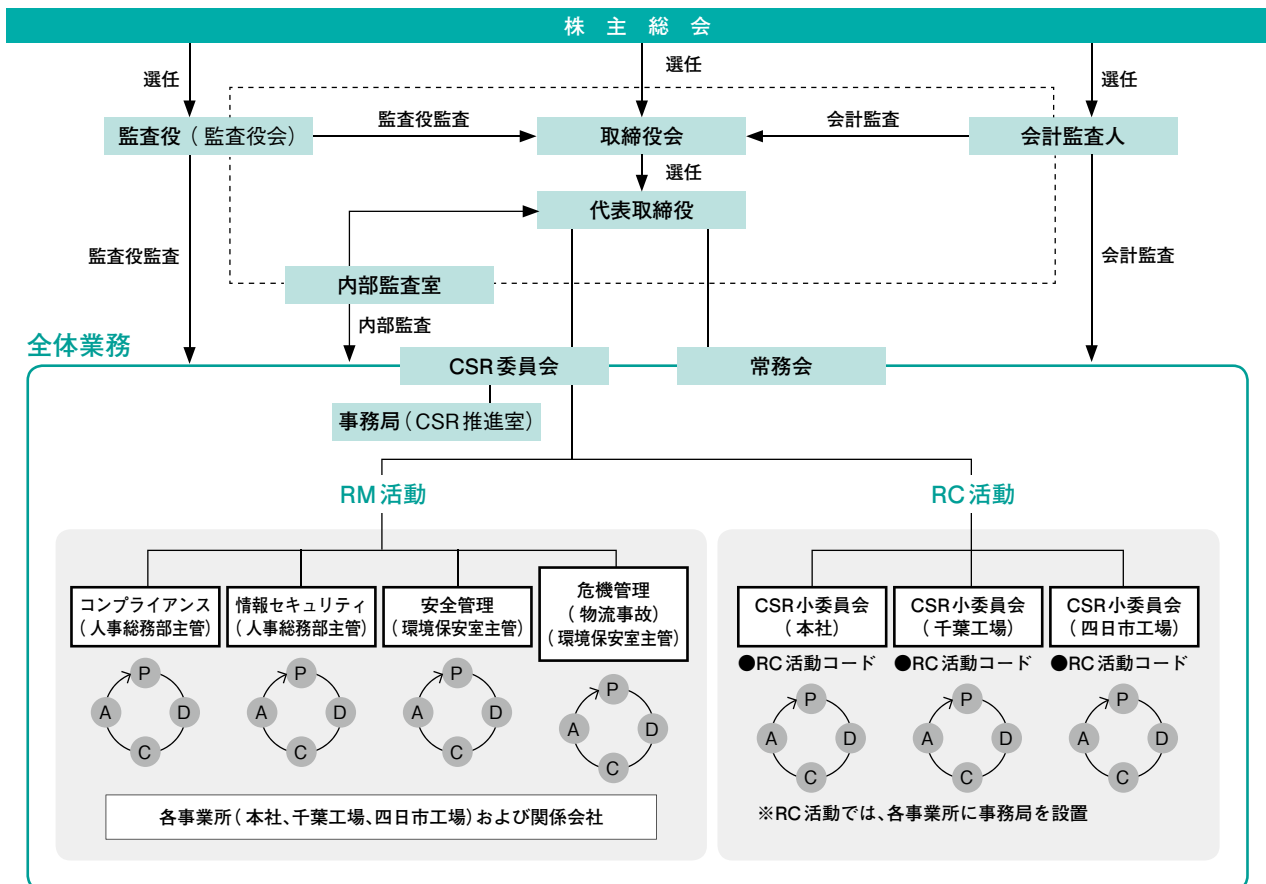 株主総会
選任
選任
選任
監査役（監査役会）
監査役監査
取締役会
会計監査
会計監査人
選任
代表取締役
監査役監査
会計監査
内部監査室
内部監査
全体業務
CSR委員会
常務会
事務局（CSR推進室）
RM活動
RC活動
コンプライアンス
（人事総務部主管）
情報セキュリティ
（人事総務部主管）
安全管理
（環境保安室主管）
危機管理
（物流事故）
（環境保安室主管）
CSR小委員会
（本社）
CSR小委員会
（千葉工場）
CSR小委員会
（四日市工場）
●RC活動コード
●RC活動コード
●RC活動コード
P
D
C
A
P
D
C
A
P
D
C
A
P
D
C
A
P
D
C
A
P
D
C
A
P
D
C
A
各事業所（本社、千葉工場、四日市工場）および関係会社
※RC活動では、各事業所に事務局を設置